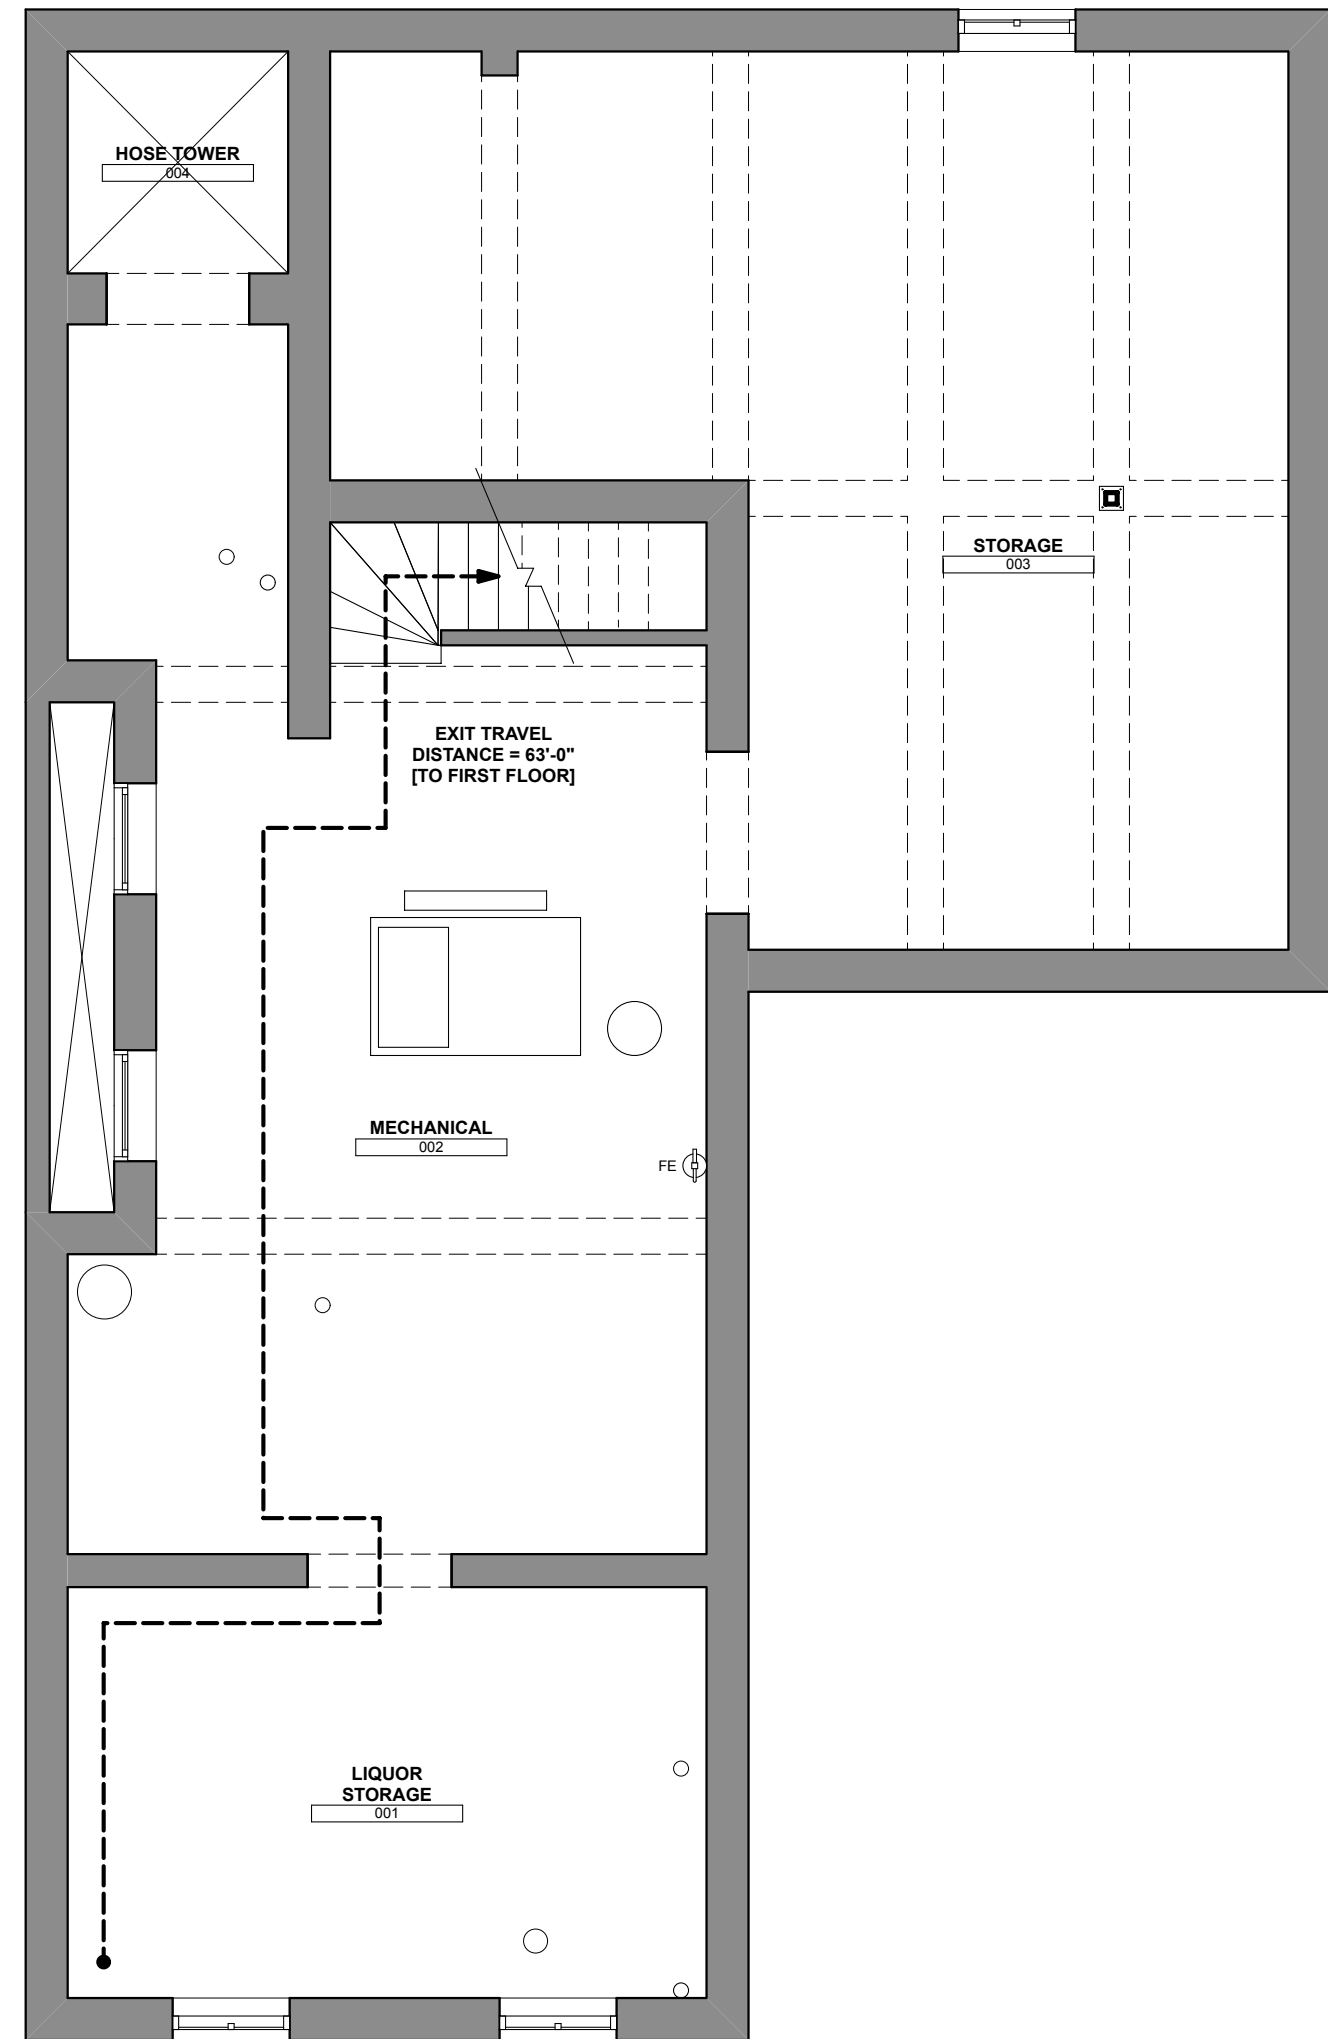 HOSE TOWER
004
STORAGE
003
EXIT TRAVEL
DISTANCE = 63'-0"
[TO FIRST FLOOR]
MECHANICAL
002
FE
LIQUOR
STORAGE
001